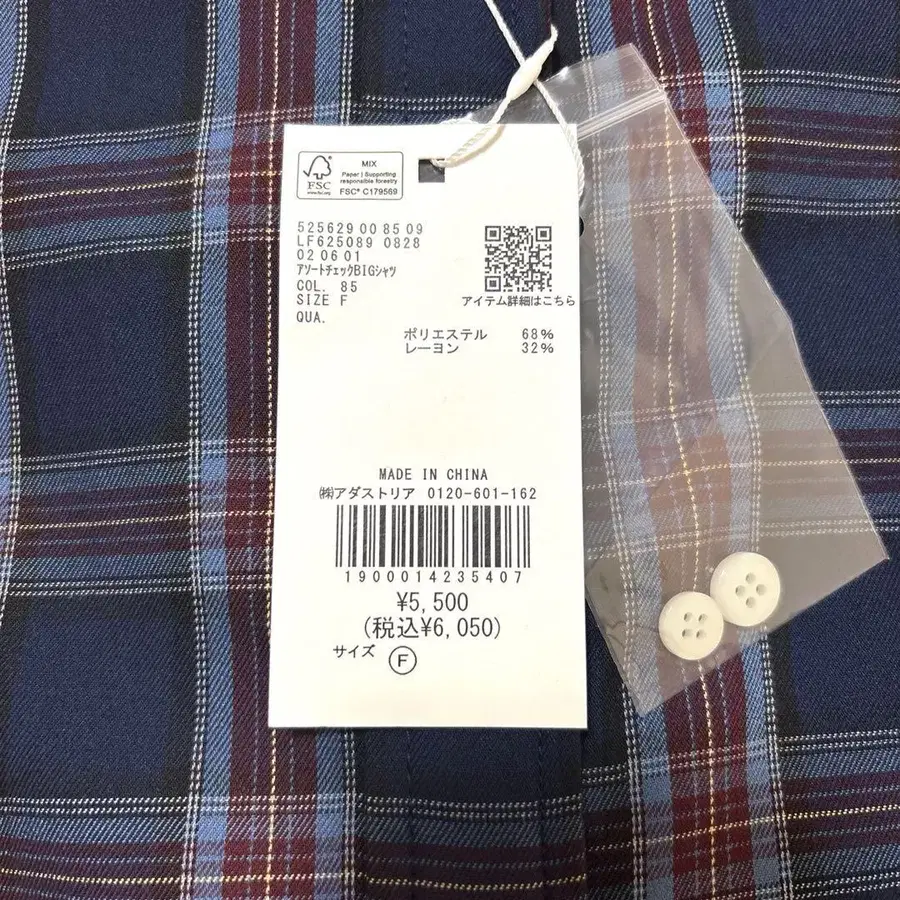 MIX
Paper | Supporting
responsible forestry
FSC® C179569
FSC
www.fsc.org
525629 00 85 09
LF625089 0828
02 06 01
アソートチェックBIGシャツ
COL. 85
SIZE F
QUA.
アイテム詳細はこちら
ポリエステル 68%
レーヨン 32%
MADE IN CHINA
㈱アダストリア 0120-601-162
1900014235407
¥5,500
(税込¥6,050)
サイズ F